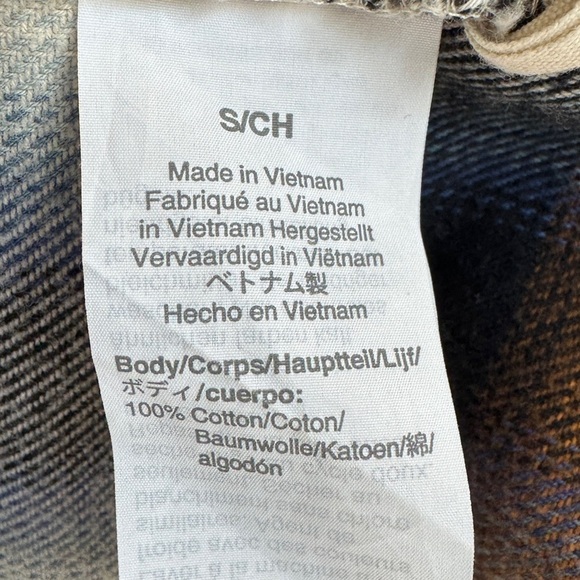 S/CH
Made in Vietnam
Fabriqué au Vietnam
in Vietnam Hergestellt
Vervaardigd in Viëtnam
ベトナム製
Hecho en Vietnam
Body/Corps/Hauptteil/Lijf/
ボディ/cuerpo:
100% Cotton/Coton/
Baumwolle/Katoen/綿/
algodón